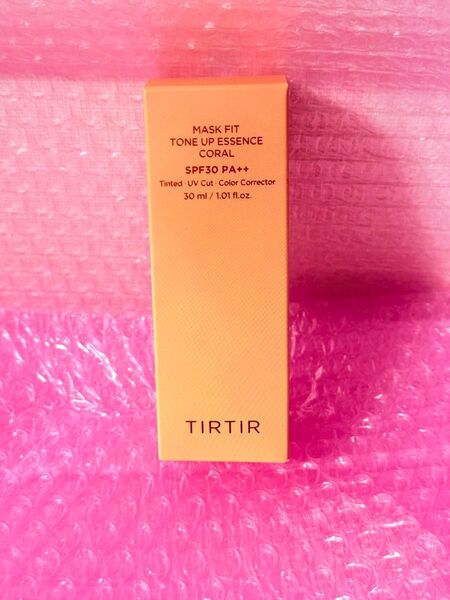 MASK FIT
TONE UP ESSENCE
CORAL
SPF30 PA++
Tinted · UV Cut · Color Corrector
30 ml / 1.01 fl.oz.
TIRTIR